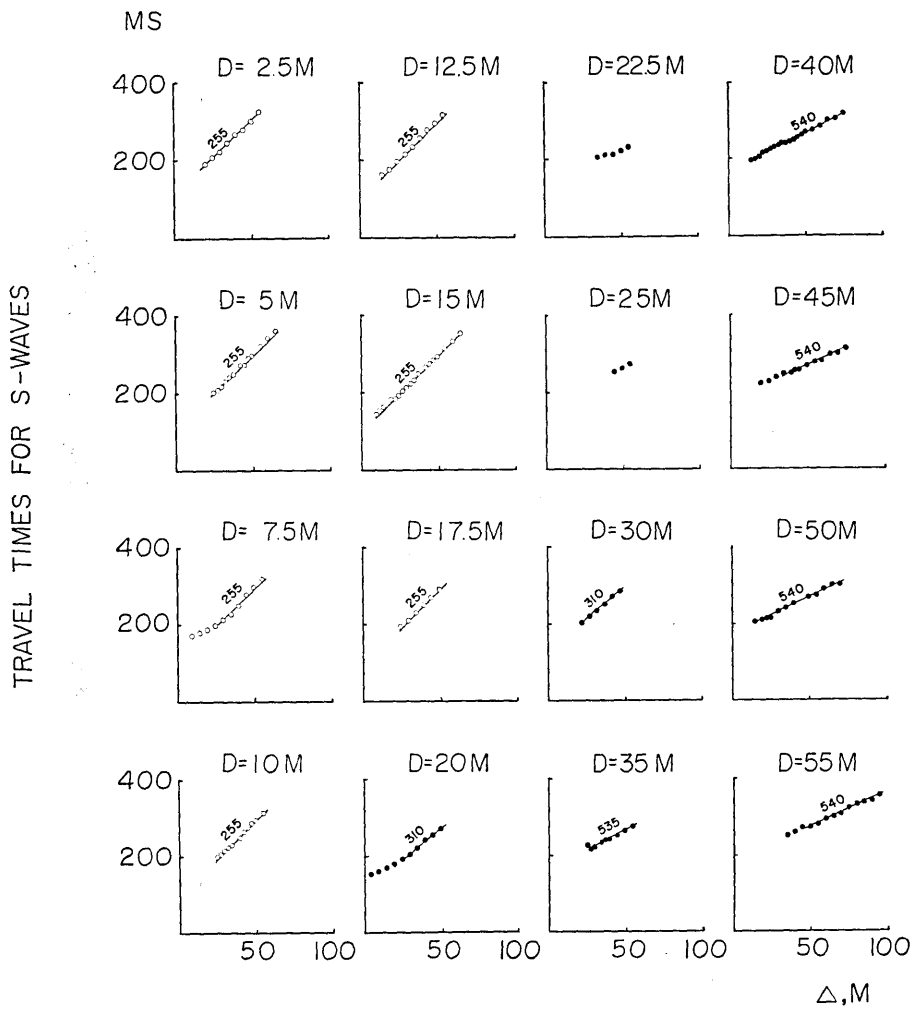 MS
D= 2.5M
D= 12.5M
D=22.5M
D=40M
400
200
255
255
540
D= 5M
D=15M
D=25M
D=45M
400
200
255
255
540
D= 7.5M
D=17.5M
D=30M
D=50M
400
200
255
255
310
540
D=10M
D=20M
D=35M
D=55M
400
200
255
310
535
540
50 100 50 100 50 100 50 100
Δ,M
TRAVEL TIMES FOR S-WAVES